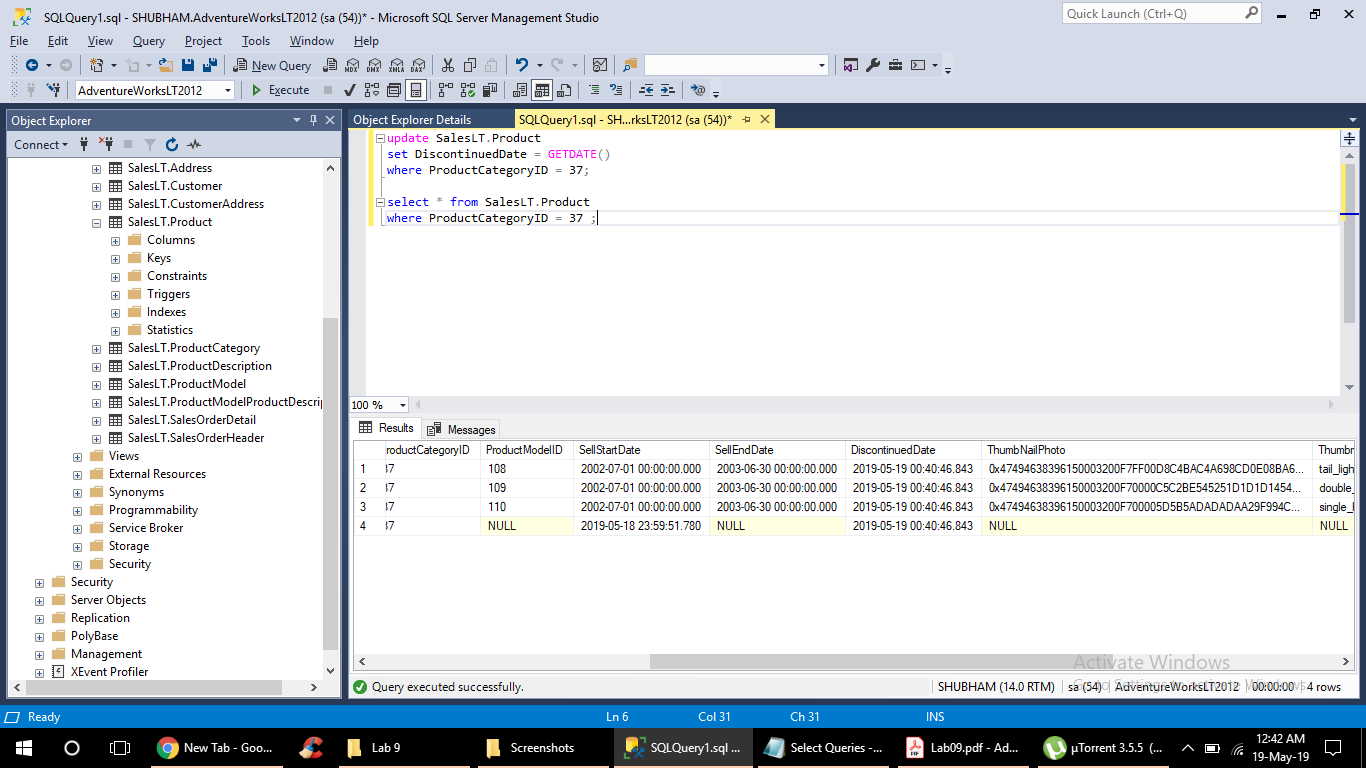 SQLQuery1.sql - SHUBHAM.AdventureWorksLT2012 (sa (54))* - Microsoft SQL Server Management Studio
Quick Launch (Ctrl+Q)
File Edit View Query Project Tools Window Help
New Query MDX DMX XMLA DAX
AdventureWorksLT2012 Execute
Object Explorer
Object Explorer Details
SQLQuery1.sql - SH...rksLT2012 (sa (54))*
Connect
SalesLT.Address
SalesLT.Customer
SalesLT.CustomerAddress
SalesLT.Product
Columns
Keys
Constraints
Triggers
Indexes
Statistics
SalesLT.ProductCategory
SalesLT.ProductDescription
SalesLT.ProductModel
SalesLT.ProductModelProductDescri
SalesLT.SalesOrderDetail
SalesLT.SalesOrderHeader
Views
External Resources
Synonyms
Programmability
Service Broker
Storage
Security
Security
Server Objects
Replication
PolyBase
Management
XEvent Profiler
update SalesLT.Product
set DiscontinuedDate = GETDATE()
where ProductCategoryID = 37;
select * from SalesLT.Product
where ProductCategoryID = 37 ;
100 %
Results Messages
roductCategoryID ProductModelID SellStartDate SellEndDate DiscontinuedDate ThumbNailPhoto Thumbr
1 37 108 2002-07-01 00:00:00.000 2003-06-30 00:00:00.000 2019-05-19 00:40:46.843 0x47494638396150003200F7FF00D8C4BAC4A698CD0E08BA6... tail_ligh
2 37 109 2002-07-01 00:00:00.000 2003-06-30 00:00:00.000 2019-05-19 00:40:46.843 0x47494638396150003200F70000C5C2BE545251D1D1D1454... double_
3 37 110 2002-07-01 00:00:00.000 2003-06-30 00:00:00.000 2019-05-19 00:40:46.843 0x47494638396150003200F700005D5B5ADADADAA29F994C... single_
4 37 NULL 2019-05-18 23:59:51.780 NULL 2019-05-19 00:40:46.843 NULL NULL
Activate Windows
Go to Settings to activate Windows.
Query executed successfully.
SHUBHAM (14.0 RTM) sa (54) AdventureWorksLT2012 00:00:00 4 rows
Ready Ln 6 Col 31 Ch 31 INS
New Tab - Goo...
Lab 9
Screenshots
SQLQuery1.sql ...
Select Queries -...
Lab09.pdf - Ad...
µTorrent 3.5.5 (...
12:42 AM
19-May-19